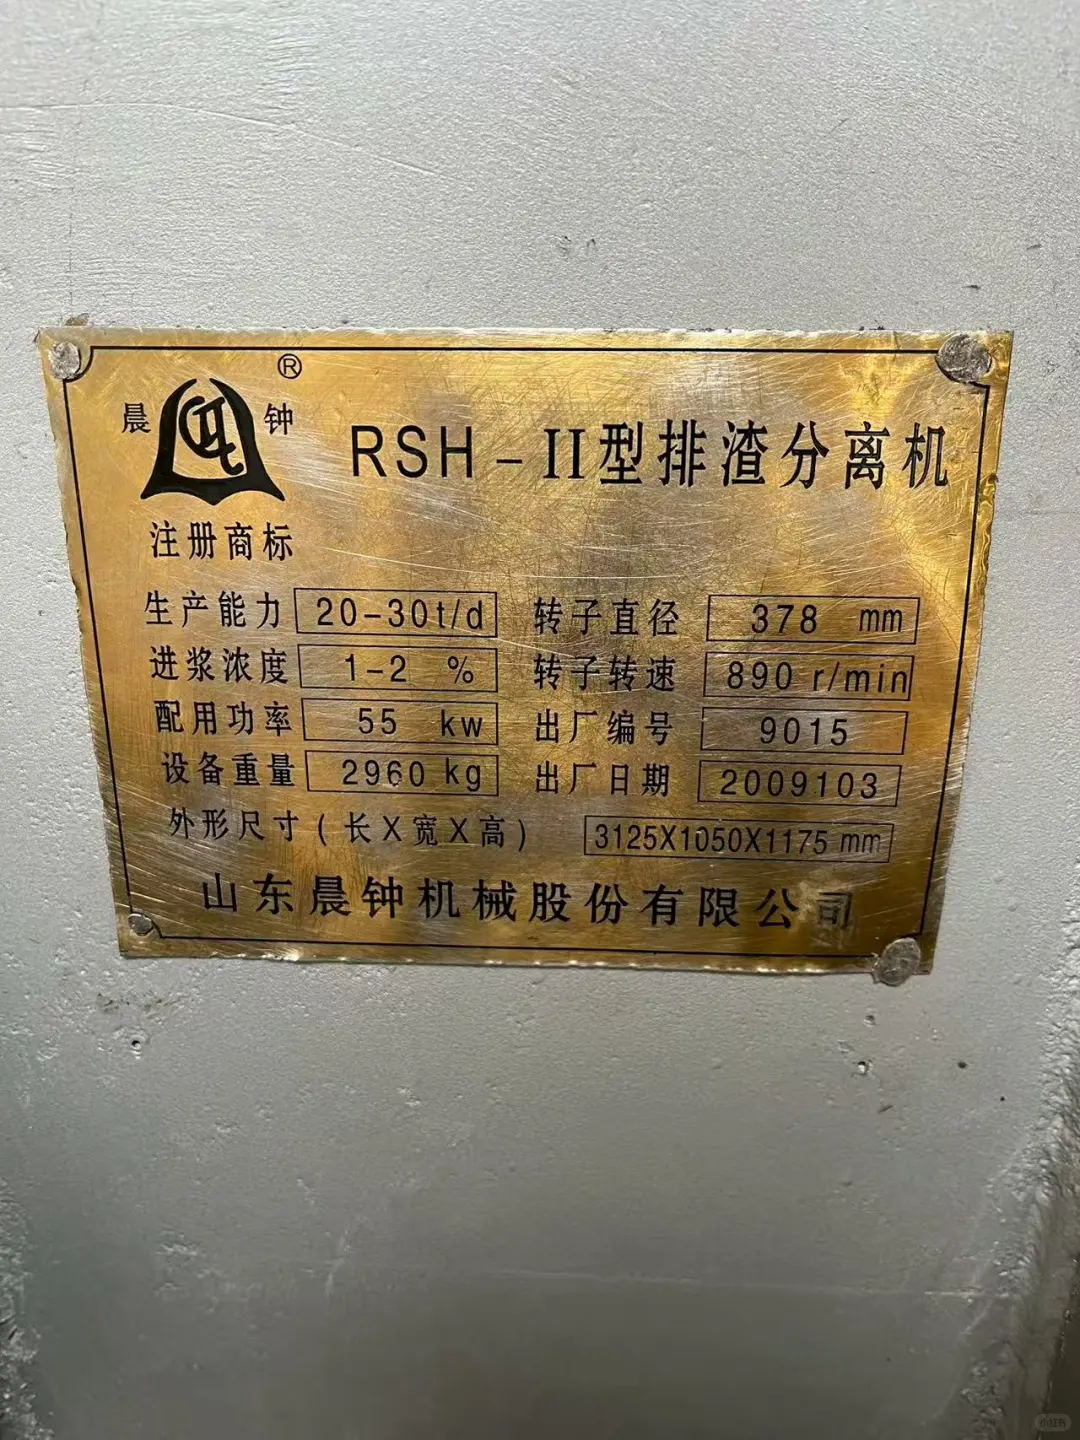 ®
晨 钟
RSH-II型排渣分离机
注册商标
生产能力 20-30t/d 转子直径 378 mm
进浆浓度 1-2 % 转子转速 890 r/min
配用功率 55 kw 出厂编号 9015
设备重量 2960 kg 出厂日期 2009103
外形尺寸(长X宽X高) 3125X1050X1175 mm
山东晨钟机械股份有限公司
小红书